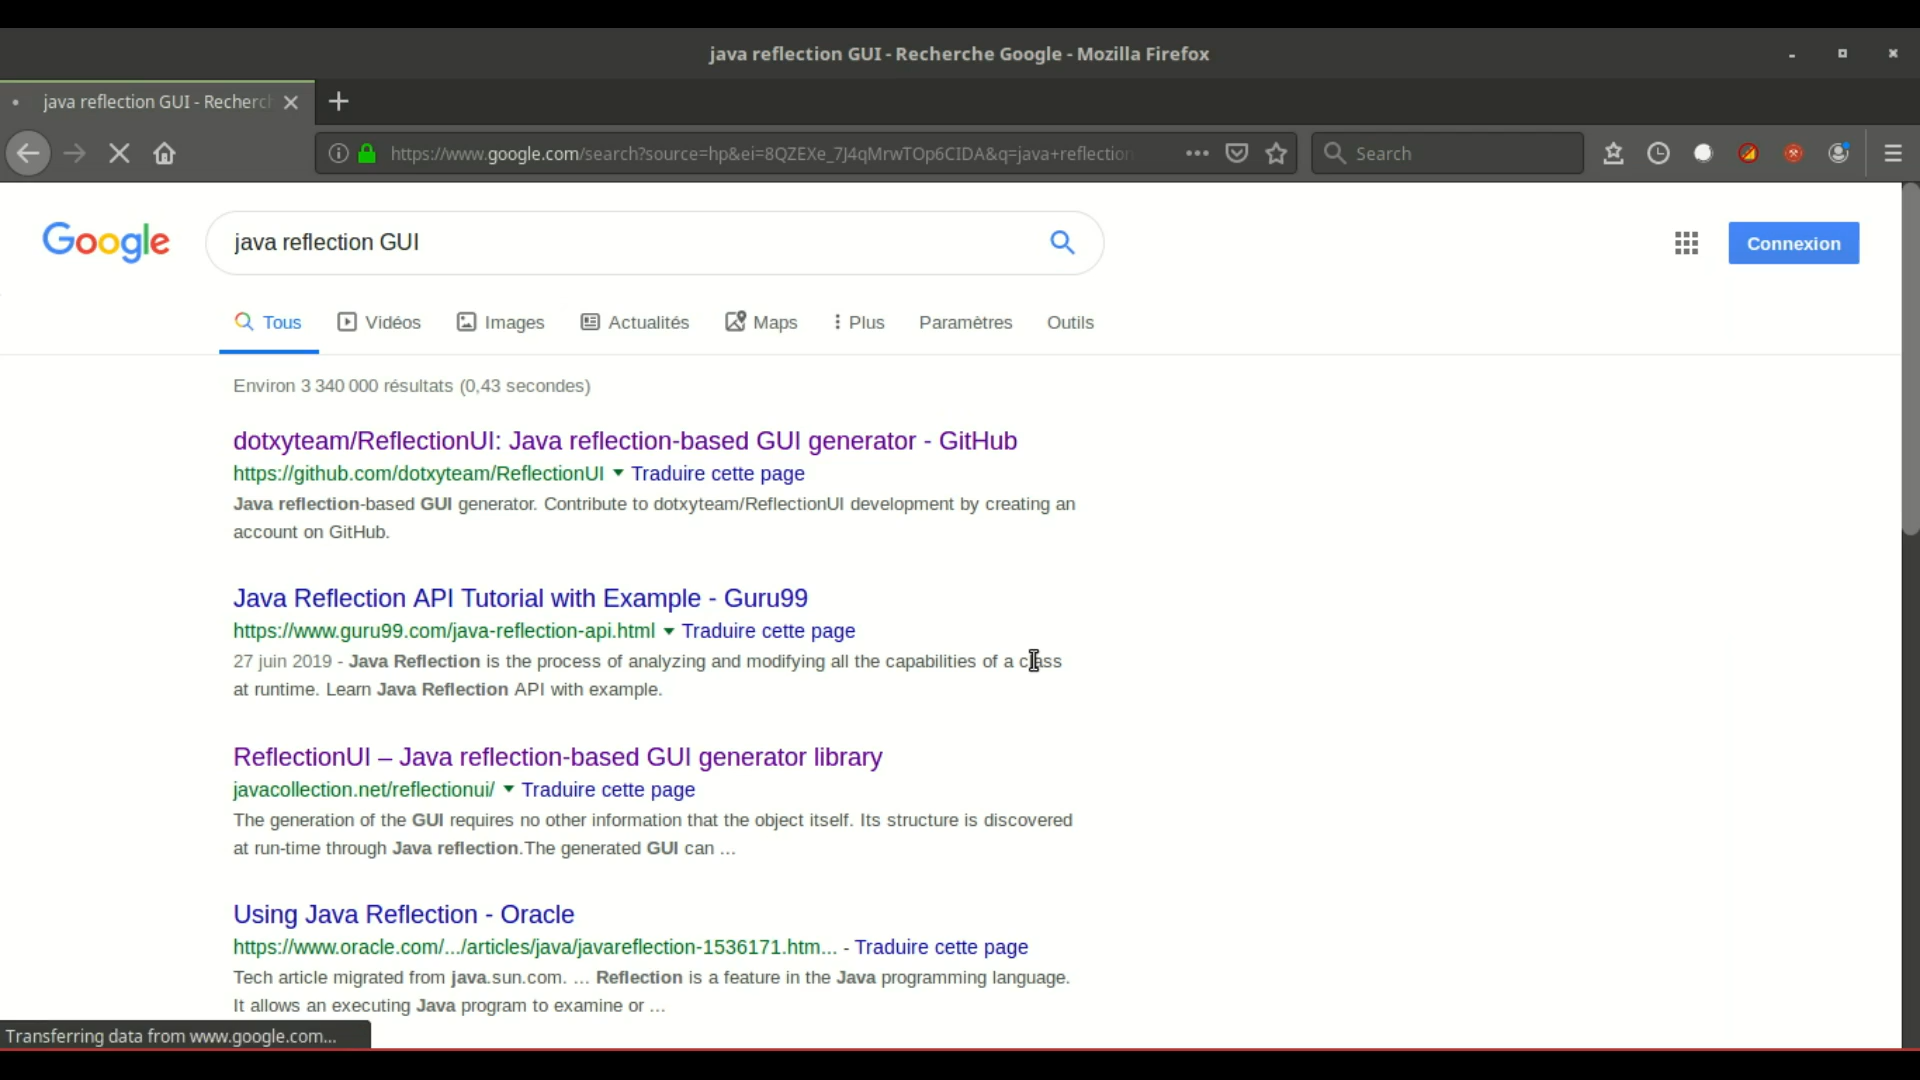 java reflection GUI - Recherche Google - Mozilla Firefox
java reflection GUI - Recherch
https://www.google.com/search?source=hp&ei=8QZEXe_7J4qMrwTOp6CIDA&q=java+reflection
Search
Google
java reflection GUI
Connexion
Tous
Vidéos
Images
Actualités
Maps
Plus
Paramètres
Outils
Environ 3 340 000 résultats (0,43 secondes)
dotxyteam/ReflectionUI: Java reflection-based GUI generator - GitHub
https://github.com/dotxyteam/ReflectionUI ▼ Traduire cette page
Java reflection-based GUI generator. Contribute to dotxyteam/ReflectionUI development by creating an
account on GitHub.
Java Reflection API Tutorial with Example - Guru99
https://www.guru99.com/java-reflection-api.html ▼ Traduire cette page
27 juin 2019 - Java Reflection is the process of analyzing and modifying all the capabilities of a class
at runtime. Learn Java Reflection API with example.
ReflectionUI – Java reflection-based GUI generator library
javacollection.net/reflectionui/ ▼ Traduire cette page
The generation of the GUI requires no other information that the object itself. Its structure is discovered
at run-time through Java reflection.The generated GUI can ...
Using Java Reflection - Oracle
https://www.oracle.com/.../articles/java/javareflection-1536171.htm... - Traduire cette page
Tech article migrated from java.sun.com. ... Reflection is a feature in the Java programming language.
It allows an executing Java program to examine or ...
Transferring data from www.google.com...